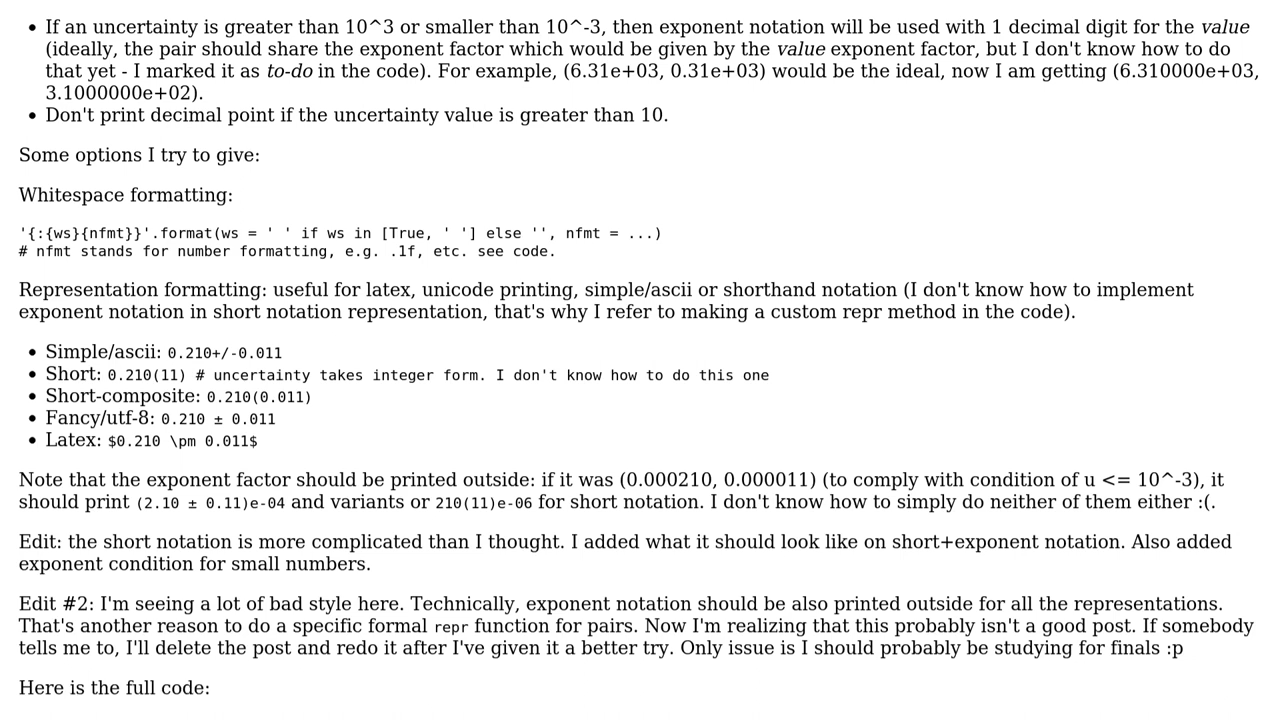 • If an uncertainty is greater than 10^3 or smaller than 10^-3, then exponent notation will be used with 1 decimal digit for the value
(ideally, the pair should share the exponent factor which would be given by the value exponent factor, but I don't know how to do
that yet - I marked it as to-do in the code). For example, (6.31e+03, 0.31e+03) would be the ideal, now I am getting (6.310000e+03,
3.1000000e+02).
• Don't print decimal point if the uncertainty value is greater than 10.
Some options I try to give:
Whitespace formatting:
'{:{ws}{nfmt}}'.format(ws = ' ' if ws in [True, ' '] else '', nfmt = ...)
# nfmt stands for number formatting, e.g. .1f, etc. see code.
Representation formatting: useful for latex, unicode printing, simple/ascii or shorthand notation (I don't know how to implement
exponent notation in short notation representation, that's why I refer to making a custom repr method in the code).
• Simple/ascii: 0.210+/-0.011
• Short: 0.210(11) # uncertainty takes integer form. I don't know how to do this one
• Short-composite: 0.210(0.011)
• Fancy/utf-8: 0.210 ± 0.011
• Latex: $0.210 \pm 0.011$
Note that the exponent factor should be printed outside: if it was (0.000210, 0.000011) (to comply with condition of u <= 10^-3), it
should print (2.10 ± 0.11)e-04 and variants or 210(11)e-06 for short notation. I don't know how to simply do neither of them either :(.
Edit: the short notation is more complicated than I thought. I added what it should look like on short+exponent notation. Also added
exponent condition for small numbers.
Edit #2: I'm seeing a lot of bad style here. Technically, exponent notation should be also printed outside for all the representations.
That's another reason to do a specific formal repr function for pairs. Now I'm realizing that this probably isn't a good post. If somebody
tells me to, I'll delete the post and redo it after I've given it a better try. Only issue is I should probably be studying for finals :p
Here is the full code: